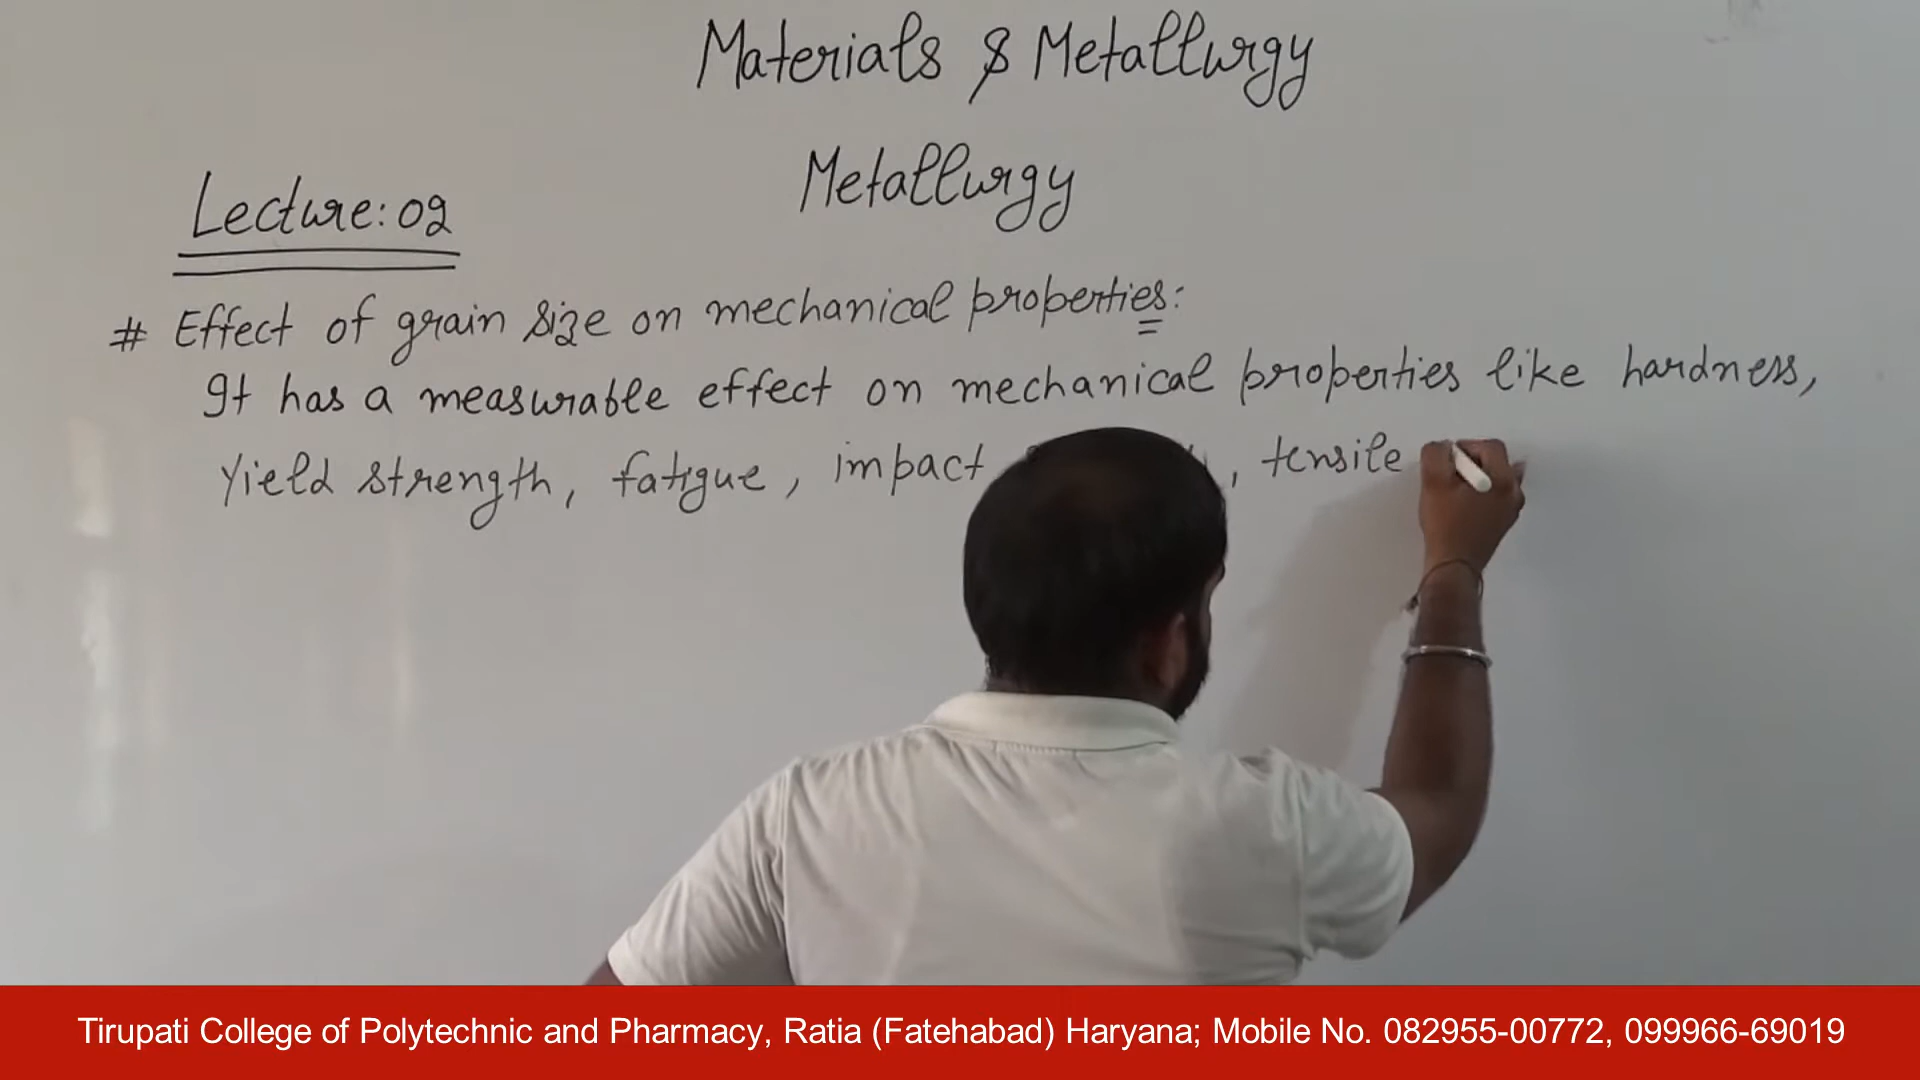 Materials & Metallurgy
Metallurgy
Lecture: 02
# Effect of grain size on mechanical properties:
It has a measurable effect on mechanical properties like hardness,
Yield strength, fatigue, impact , tensile
Tirupati College of Polytechnic and Pharmacy, Ratia (Fatehabad) Haryana; Mobile No. 082955-00772, 099966-69019